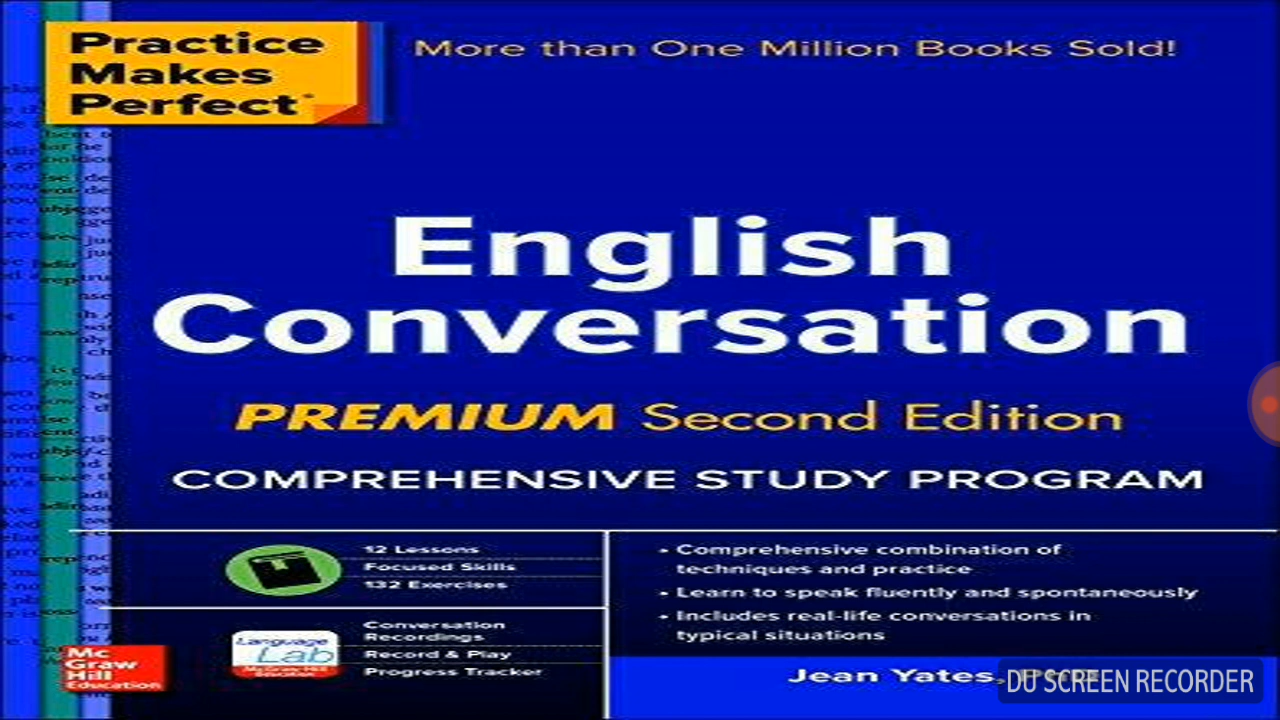 Practice
Makes
Perfect
More than One Million Books Sold!
English
Conversation
PREMIUM Second Edition
COMPREHENSIVE STUDY PROGRAM
12 Lessons
Focused Skills
132 Exercises
Language
Lab
McGraw-Hill
Education
Conversation
Recordings
Record & Play
Progress Tracker
• Comprehensive combination of
techniques and practice
• Learn to speak fluently and spontaneously
• Includes real-life conversations in
typical situations
Mc
Graw
Hill
Education
Jean Yates,
DU SCREEN RECORDER